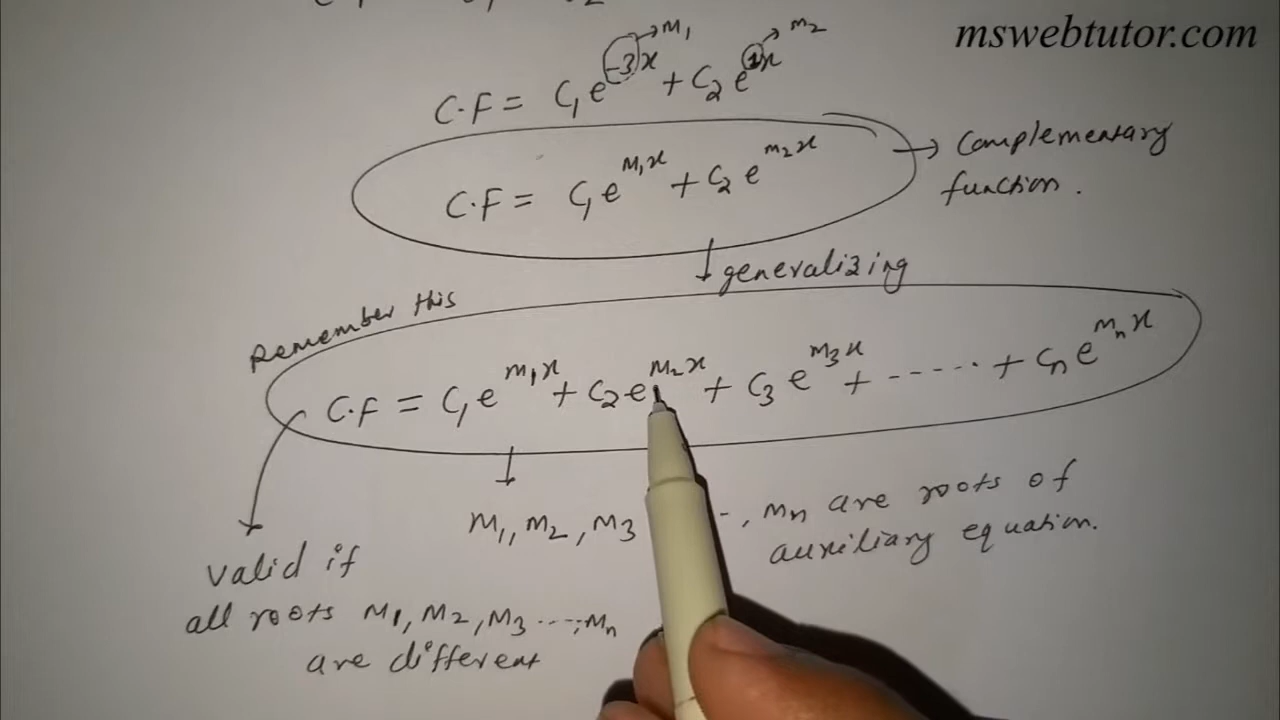 mswebtutor.com
→m₁ →m₂
C.F = C₁e^(-3x) + C₂e^(1x)
C.F = C₁e^(m₁x) + C₂e^(m₂x) → Complementary
function.
↓ generalizing
Remember this
C.F = C₁e^(m₁x) + C₂e^(m₂x) + C₃e^(m₃x) + ------ + Cₙe^(mₙx)
m₁, m₂, m₃ -, mₙ are roots of
auxiliary equation.
valid if
all roots m₁, m₂, m₃ ----, mₙ
are different